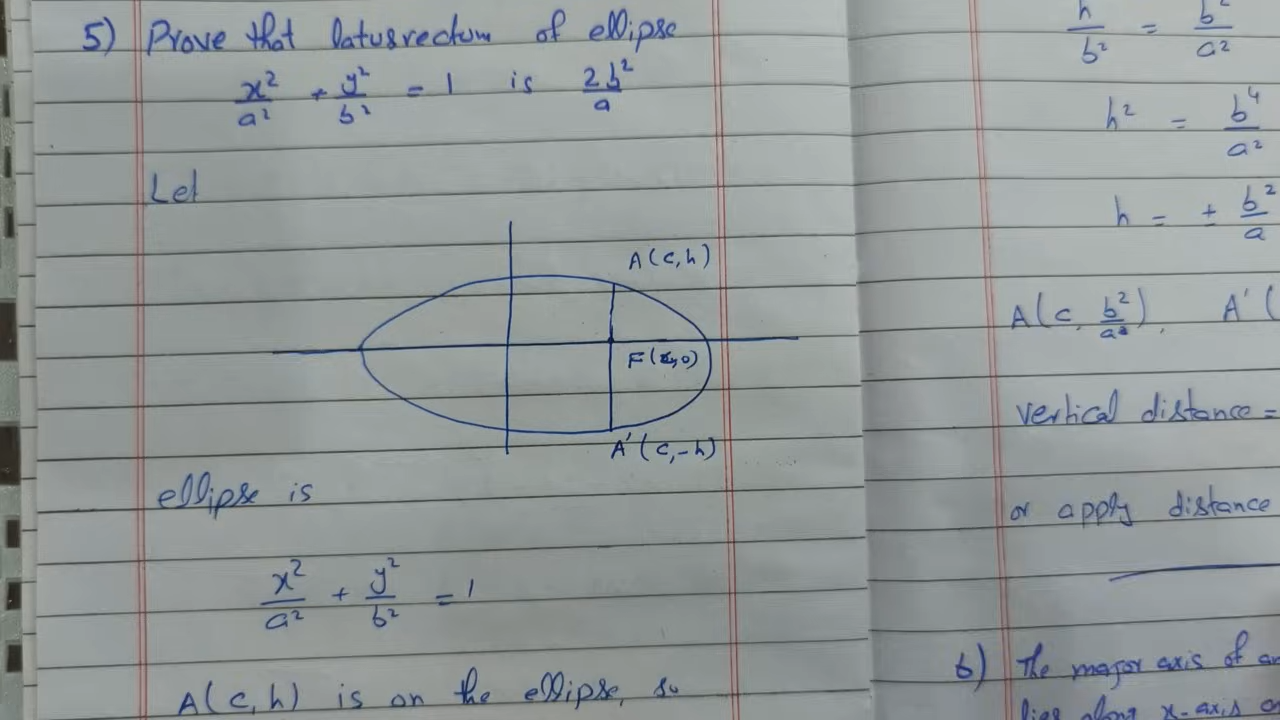 5) Prove that latusrectum of ellipse
x²/a² + y²/b² = 1 is 2b²/a
Let
A(c,h)
F(c,0)
A'(c,-h)
ellipse is
x²/a² + y²/b² = 1
A(c,h) is on the ellipse, so
h/b² = b²/a²
h² = b⁴/a²
h = ± b²/a
A(c, b²/a), A'(
vertical distance =
or apply distance
6) The major axis of an
lies along x-axis